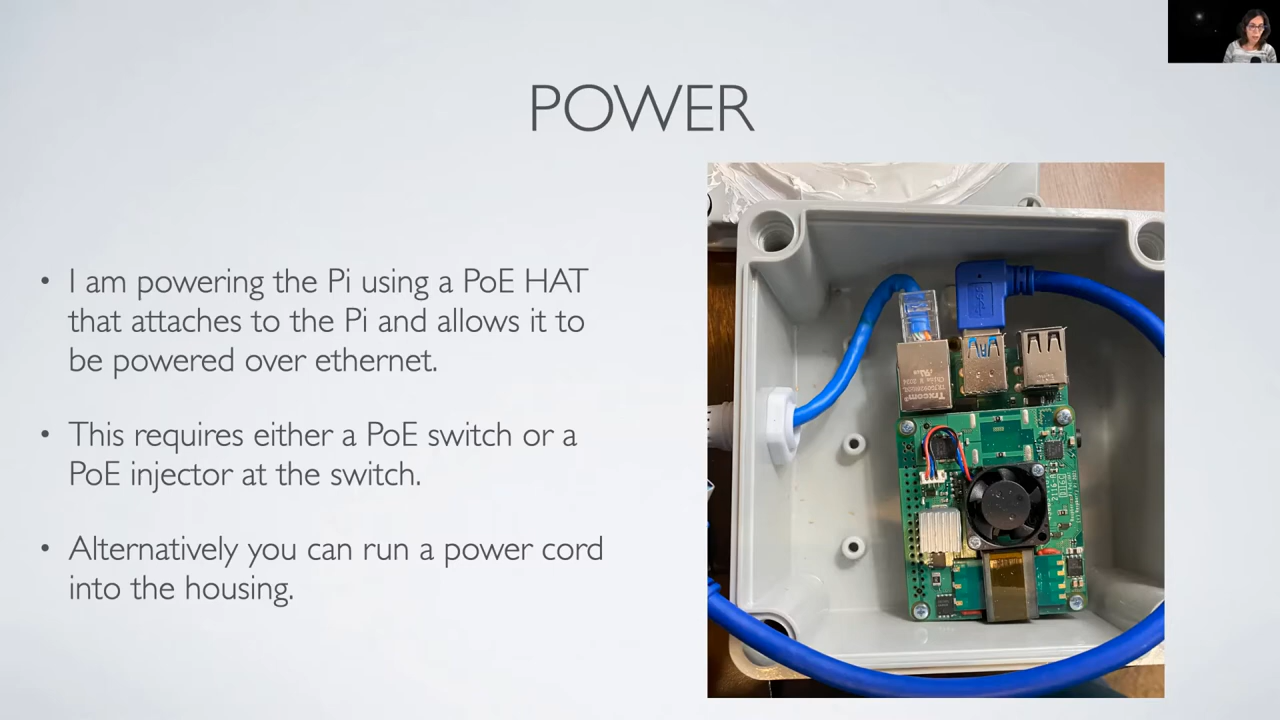 POWER
• I am powering the Pi using a PoE HAT
that attaches to the Pi and allows it to
be powered over ethernet.
• This requires either a PoE switch or a
PoE injector at the switch.
• Alternatively you can run a power cord
into the housing.
Trxcom